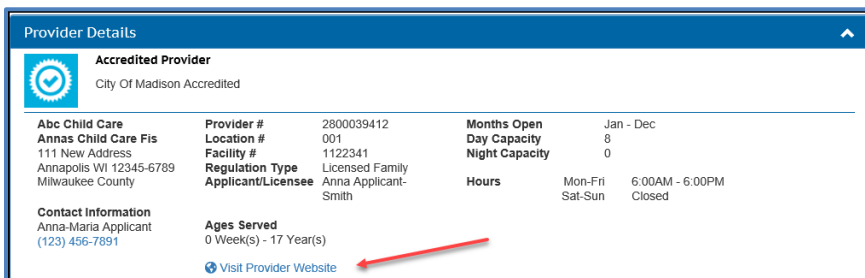 Provider Details
Accredited Provider
City Of Madison Accredited
Abc Child Care
Annas Child Care Fis
111 New Address
Annapolis WI 12345-6789
Milwaukee County
Contact Information
Anna-Maria Applicant
(123) 456-7891
Provider # 2800039412
Location # 001
Facility # 1122341
Regulation Type Licensed Family
Applicant/Licensee Anna Applicant-
Smith
Ages Served
0 Week(s) - 17 Year(s)
Visit Provider Website
Months Open Jan - Dec
Day Capacity 8
Night Capacity 0
Hours Mon-Fri 6:00AM - 6:00PM
Sat-Sun Closed